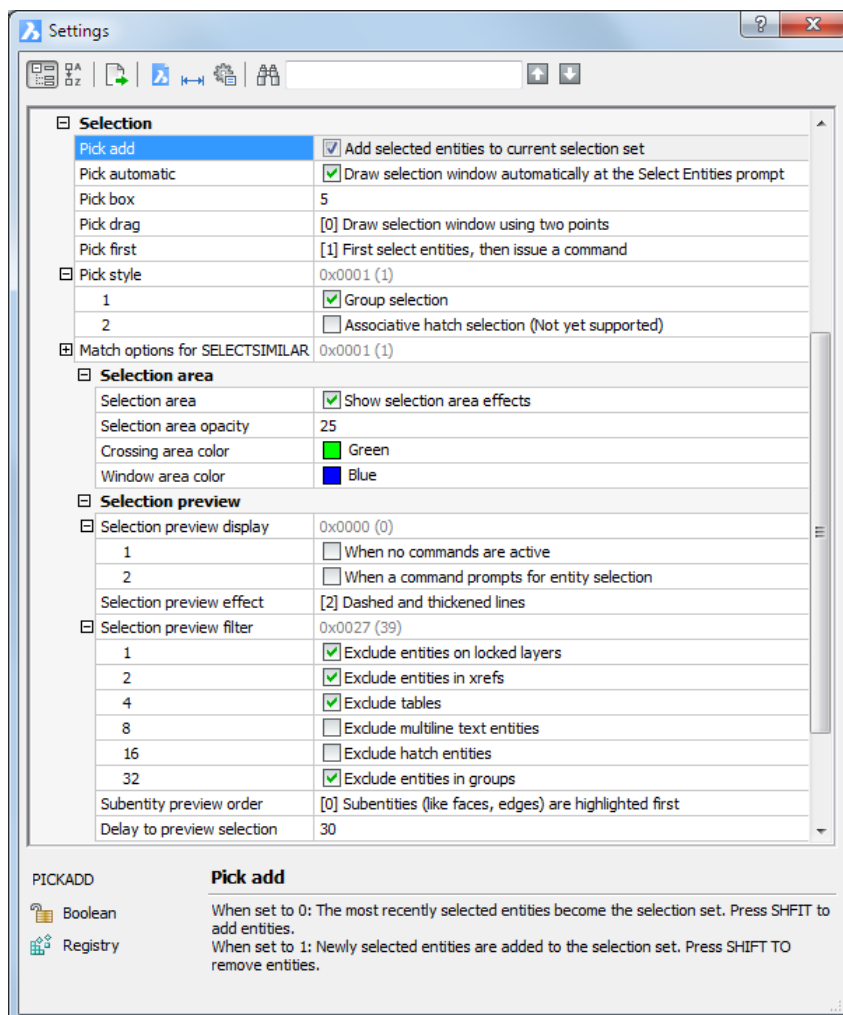 Settings
Selection
Pick add Add selected entities to current selection set
Pick automatic Draw selection window automatically at the Select Entities prompt
Pick box 5
Pick drag [0] Draw selection window using two points
Pick first [1] First select entities, then issue a command
Pick style 0x0001 (1)
1 Group selection
2 Associative hatch selection (Not yet supported)
Match options for SELECTSIMILAR 0x0001 (1)
Selection area
Selection area Show selection area effects
Selection area opacity 25
Crossing area color Green
Window area color Blue
Selection preview
Selection preview display 0x0000 (0)
1 When no commands are active
2 When a command prompts for entity selection
Selection preview effect [2] Dashed and thickened lines
Selection preview filter 0x0027 (39)
1 Exclude entities on locked layers
2 Exclude entities in xrefs
4 Exclude tables
8 Exclude multiline text entities
16 Exclude hatch entities
32 Exclude entities in groups
Subentity preview order [0] Subentities (like faces, edges) are highlighted first
Delay to preview selection 30
PICKADD Pick add
Boolean When set to 0: The most recently selected entities become the selection set. Press SHFIT to
add entities.
Registry When set to 1: Newly selected entities are added to the selection set. Press SHIFT TO
remove entities.